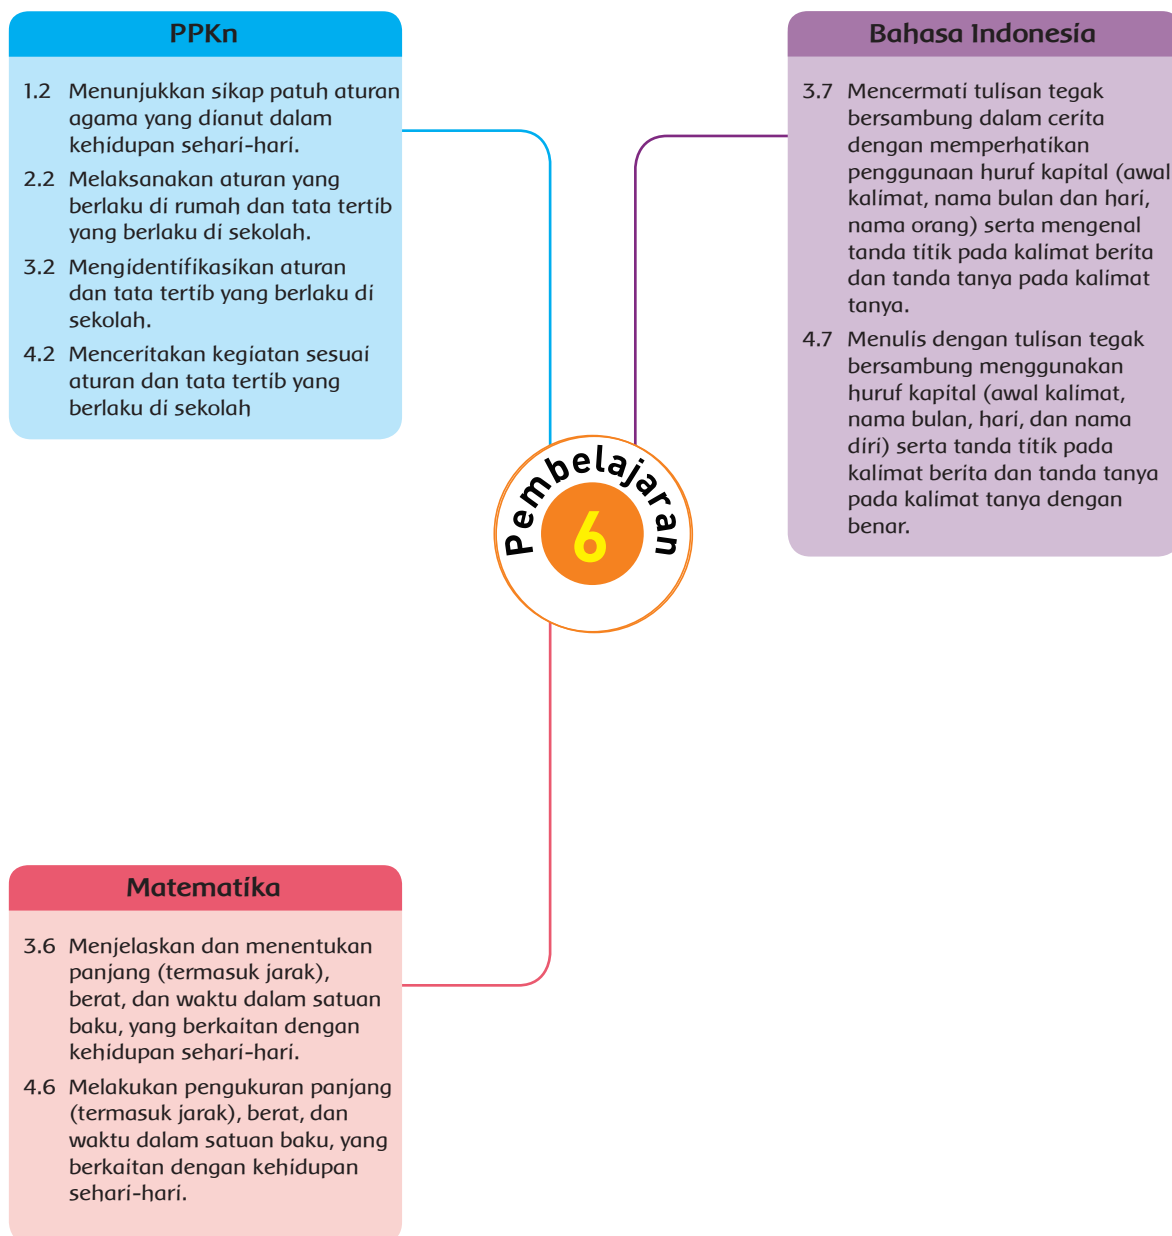 PPKn
1.2 Menunjukkan sikap patuh aturan
agama yang dianut dalam
kehidupan sehari-hari.
2.2 Melaksanakan aturan yang
berlaku di rumah dan tata tertib
yang berlaku di sekolah.
3.2 Mengidentifikasikan aturan
dan tata tertib yang berlaku di
sekolah.
4.2 Menceritakan kegiatan sesuai
aturan dan tata tertib yang
berlaku di sekolah
Bahasa Indonesia
3.7 Mencermati tulisan tegak
bersambung dalam cerita
dengan memperhatikan
penggunaan huruf kapital (awal
kalimat, nama bulan dan hari,
nama orang) serta mengenal
tanda titik pada kalimat berita
dan tanda tanya pada kalimat
tanya.
4.7 Menulis dengan tulisan tegak
bersambung menggunakan
huruf kapital (awal kalimat,
nama bulan, hari, dan nama
diri) serta tanda titik pada
kalimat berita dan tanda tanya
pada kalimat tanya dengan
benar.
Pembelajaran
6
Matematika
3.6 Menjelaskan dan menentukan
panjang (termasuk jarak),
berat, dan waktu dalam satuan
baku, yang berkaitan dengan
kehidupan sehari-hari.
4.6 Melakukan pengukuran panjang
(termasuk jarak), berat, dan
waktu dalam satuan baku, yang
berkaitan dengan kehidupan
sehari-hari.